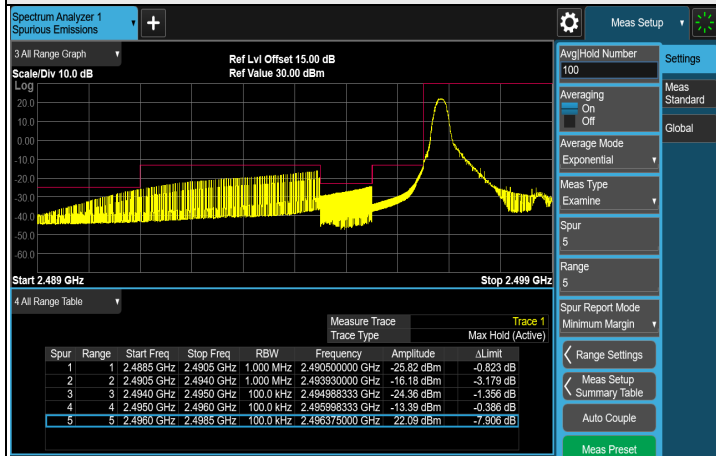 Spectrum Analyzer 1
Spurious Emissions
+
Meas Setup
3 All Range Graph
Ref Lvl Offset 15.00 dB
Scale/Div 10.0 dB
Ref Value 30.00 dBm
Log
20.0
10.0
0.00
-10.0
-20.0
-30.0
-40.0
-50.0
-60.0
Start 2.489 GHz
Stop 2.499 GHz
4 All Range Table
Measure Trace Trace 1
Trace Type Max Hold (Active)
Spur Range Start Freq Stop Freq RBW Frequency Amplitude ΔLimit
1 1 2.4885 GHz 2.4905 GHz 1.000 MHz 2.490500000 GHz -25.82 dBm -0.823 dB
2 2 2.4905 GHz 2.4940 GHz 1.000 MHz 2.493930000 GHz -16.18 dBm -3.179 dB
3 3 2.4940 GHz 2.4950 GHz 100.0 kHz 2.494988333 GHz -24.36 dBm -1.356 dB
4 4 2.4950 GHz 2.4960 GHz 100.0 kHz 2.495998333 GHz -13.39 dBm -0.386 dB
5 5 2.4960 GHz 2.4985 GHz 100.0 kHz 2.496375000 GHz 22.09 dBm -7.906 dB
Avg|Hold Number
100
Averaging
On
Off
Average Mode
Exponential
Meas Type
Examine
Spur
5
Range
5
Spur Report Mode
Minimum Margin
Range Settings
Meas Setup
Summary Table
Auto Couple
Meas Preset
Settings
Meas
Standard
Global